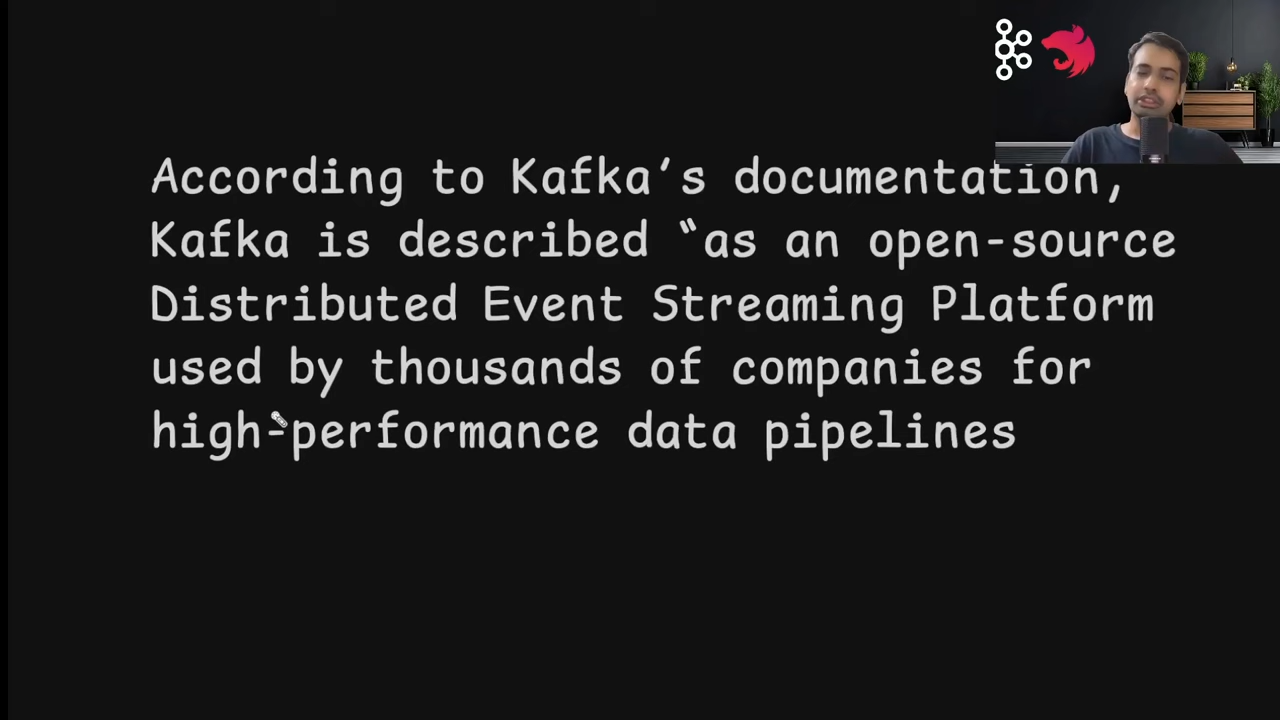 According to Kafka’s documentation,
Kafka is described “as an open-source
Distributed Event Streaming Platform
used by thousands of companies for
high-performance data pipelines